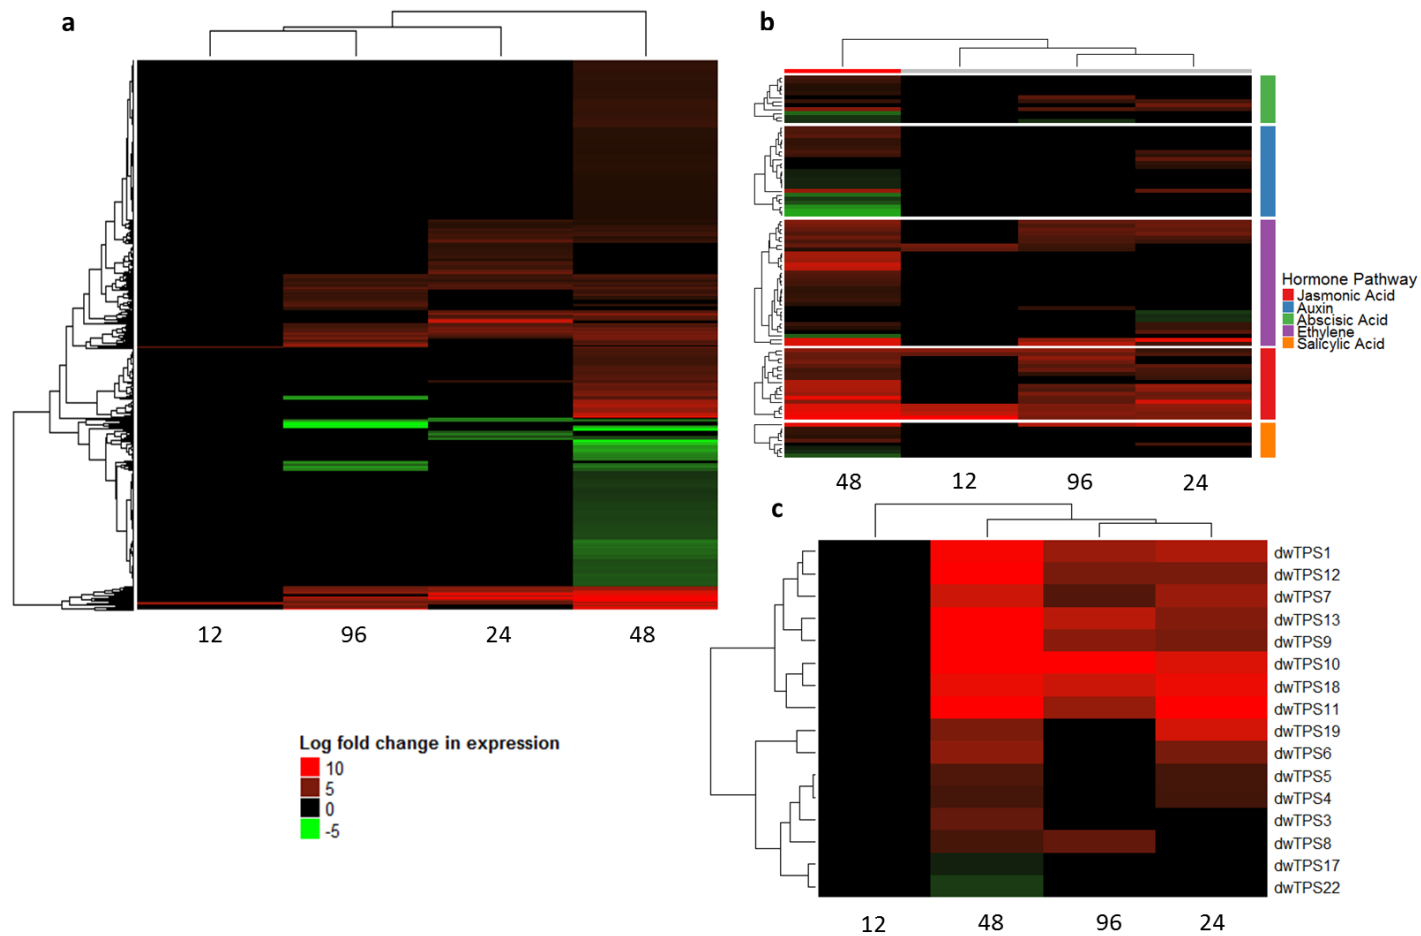 a
12 96 24 48
Log fold change in expression
10
5
0
-5
b
Hormone Pathway
Jasmonic Acid
Auxin
Abscisic Acid
Ethylene
Salicylic Acid
48 12 96 24
c
dwTPS1
dwTPS12
dwTPS7
dwTPS13
dwTPS9
dwTPS10
dwTPS18
dwTPS11
dwTPS19
dwTPS6
dwTPS5
dwTPS4
dwTPS3
dwTPS8
dwTPS17
dwTPS22
12 48 96 24